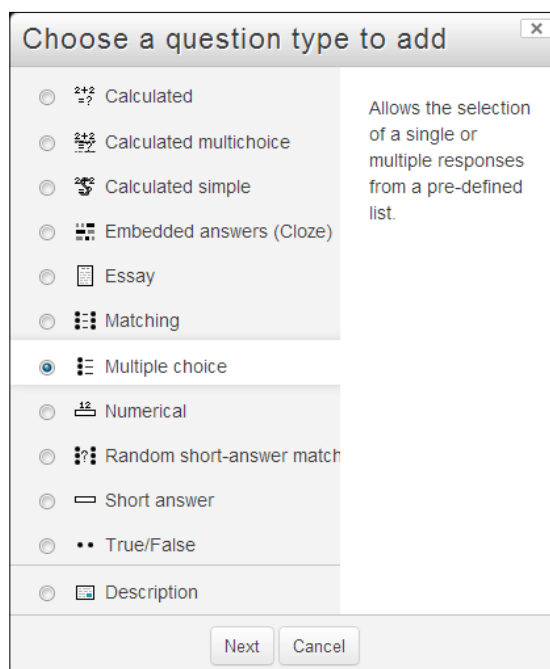 Choose a question type to add
Calculated
Calculated multichoice
Calculated simple
Embedded answers (Cloze)
Essay
Matching
Multiple choice
Numerical
Random short-answer match
Short answer
True/False
Description
Allows the selection
of a single or
multiple responses
from a pre-defined
list.
Next Cancel